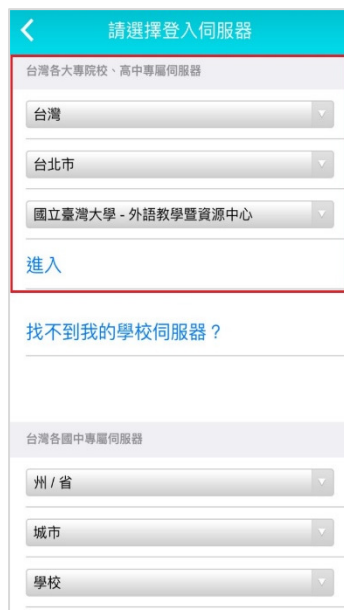 請選擇登入伺服器
台灣各大專院校、高中專屬伺服器
台灣
台北市
國立臺灣大學 - 外語教學暨資源中心
進入
找不到我的學校伺服器？
台灣各國中專屬伺服器
州 / 省
城市
學校